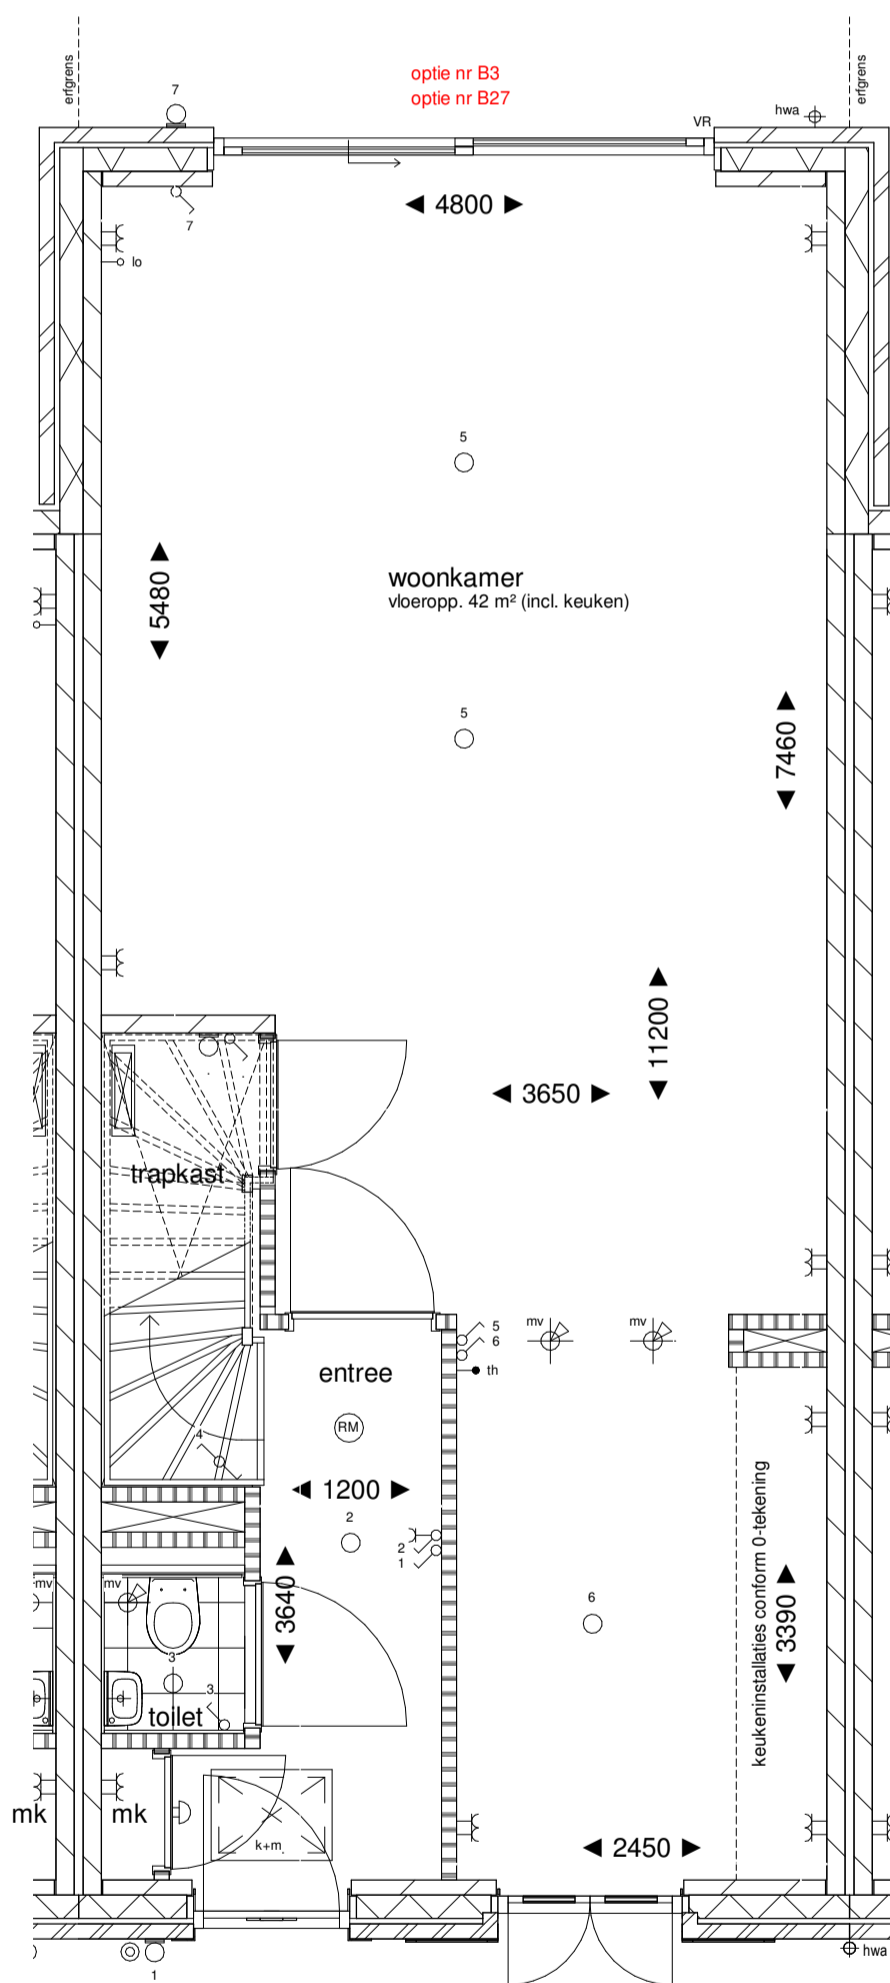 erfgrens
erfgrens
optie nr B3
optie nr B27
7
hwa
VR
7
4800
lo
5
woonkamer
vloeropp. 42 m² (incl. keuken)
5480
5
7460
11200
3650
trapkast
5
6
mv
mv
th
entree
RM
4
1200
2
2
1
keukeninstallaties conform 0-tekening
3640
mv
mv
6
3390
3
3
toilet
mk
mk
k+m
2450
hwa
1